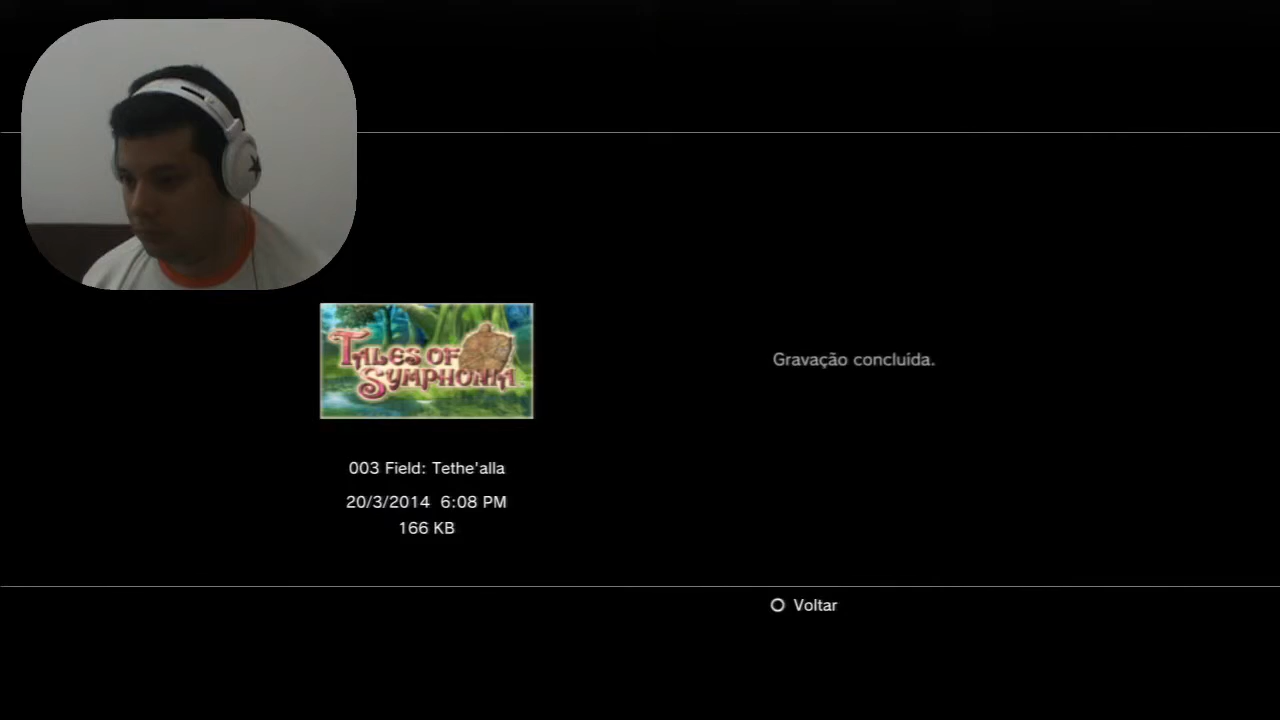 TALES OF
SYMPHONIA
Gravação concluída.
003 Field: Tethe'alla
20/3/2014 6:08 PM
166 KB
Voltar